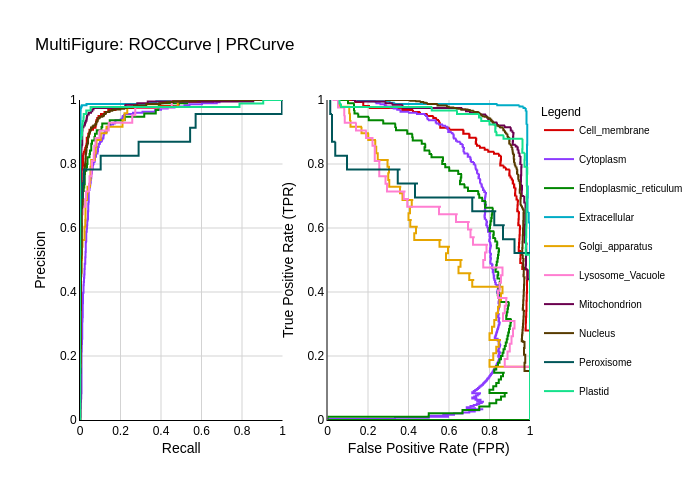 MultiFigure: ROCCurve | PRCurve
Precision
1
0.8
0.6
0.4
0.2
0
0 0.2 0.4 0.6 0.8 1
Recall
True Positive Rate (TPR)
1
0.8
0.6
0.4
0.2
0
0 0.2 0.4 0.6 0.8 1
False Positive Rate (FPR)
Legend
Cell_membrane
Cytoplasm
Endoplasmic_reticulum
Extracellular
Golgi_apparatus
Lysosome_Vacuole
Mitochondrion
Nucleus
Peroxisome
Plastid